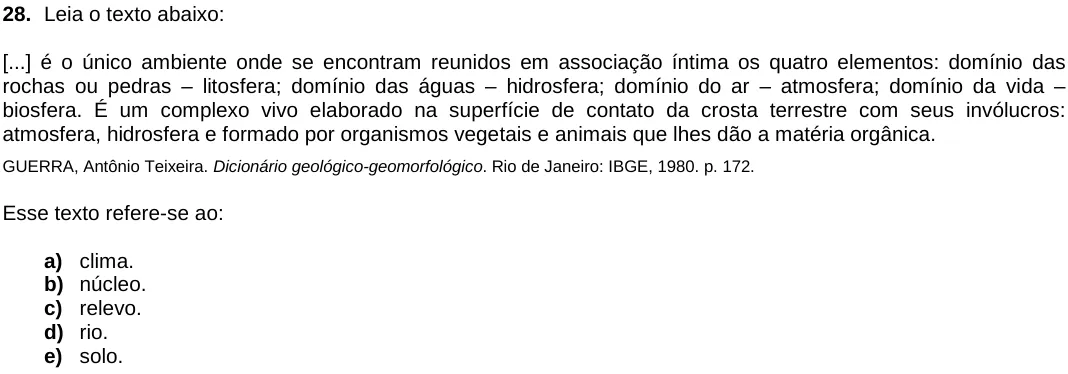 28. Leia o texto abaixo:
[...] é o único ambiente onde se encontram reunidos em associação íntima os quatro elementos: domínio das
rochas ou pedras – litosfera; domínio das águas – hidrosfera; domínio do ar – atmosfera; domínio da vida –
biosfera. É um complexo vivo elaborado na superfície de contato da crosta terrestre com seus invólucros:
atmosfera, hidrosfera e formado por organismos vegetais e animais que lhes dão a matéria orgânica.
GUERRA, Antônio Teixeira. Dicionário geológico-geomorfológico. Rio de Janeiro: IBGE, 1980. p. 172.
Esse texto refere-se ao:
a) clima.
b) núcleo.
c) relevo.
d) rio.
e) solo.